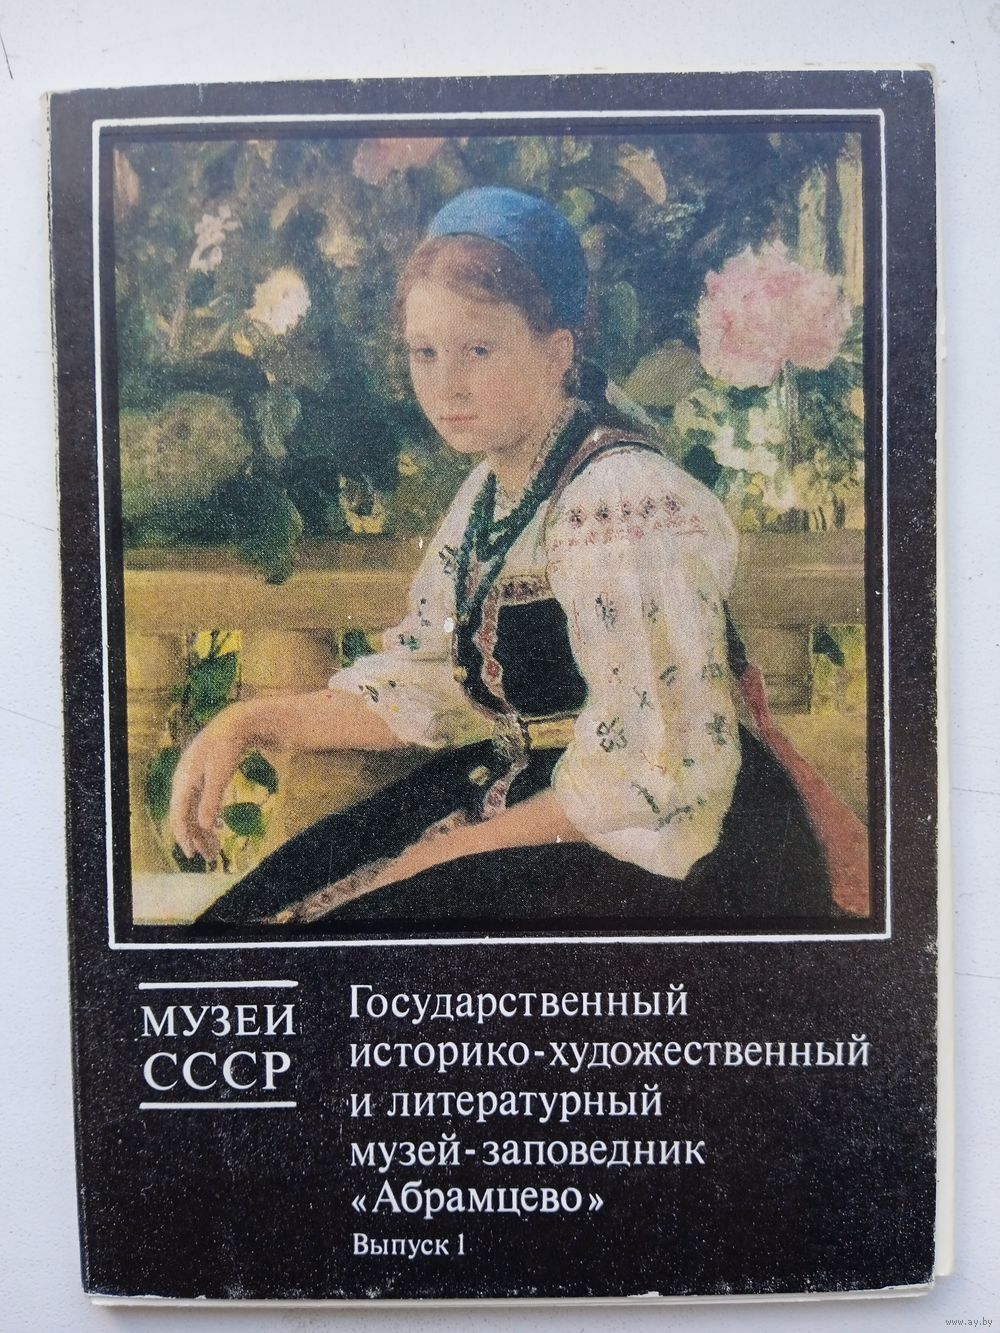 МУЗЕИ
СССР
Государственный
историко-художественный
и литературный
музей-заповедник
«Абрамцево»
Выпуск 1
www.ay.by